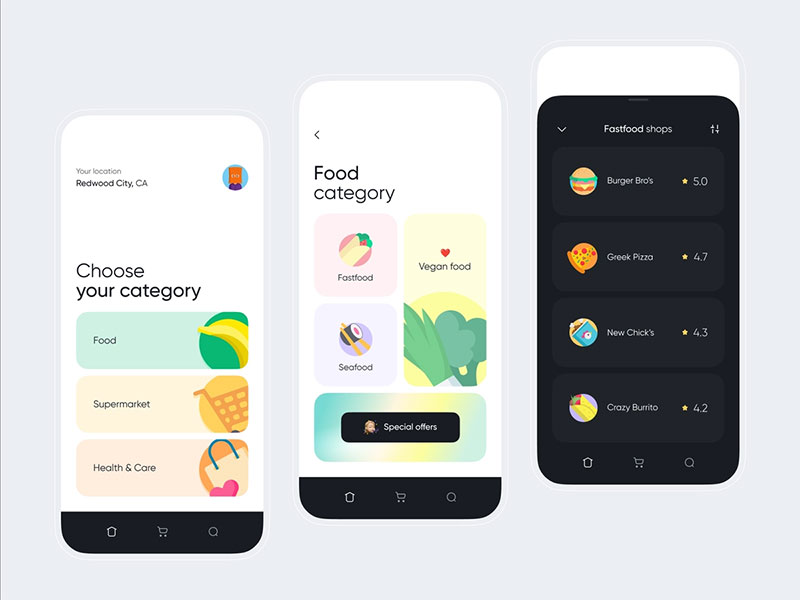 Your location
Redwood City, CA
Choose
your category
Food
Supermarket
Health & Care
Food
category
Fastfood
Vegan food
Seafood
Special offers
Fastfood shops
Burger Bro's
5.0
Greek Pizza
4.7
New Chick's
4.3
Crazy Burrito
4.2